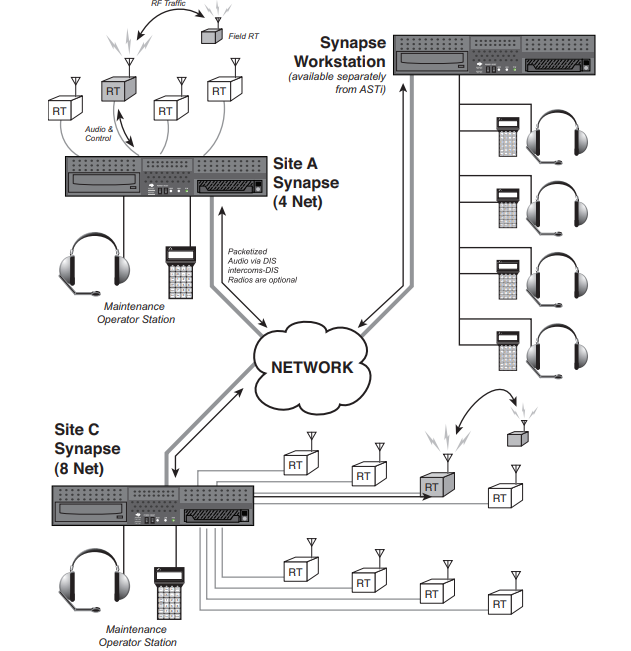 RF Traffic
Field RT
Synapse
Workstation
(available separately
from ASTi)
RT
RT
RT
RT
Audio &
Control
Site A
Synapse
(4 Net)
Packetized
Audio via DIS
intercoms-DIS
Radios are optional
Maintenance
Operator Station
NETWORK
Site C
Synapse
(8 Net)
RT
RT
RT
RT
RT
RT
RT
RT
Maintenance
Operator Station